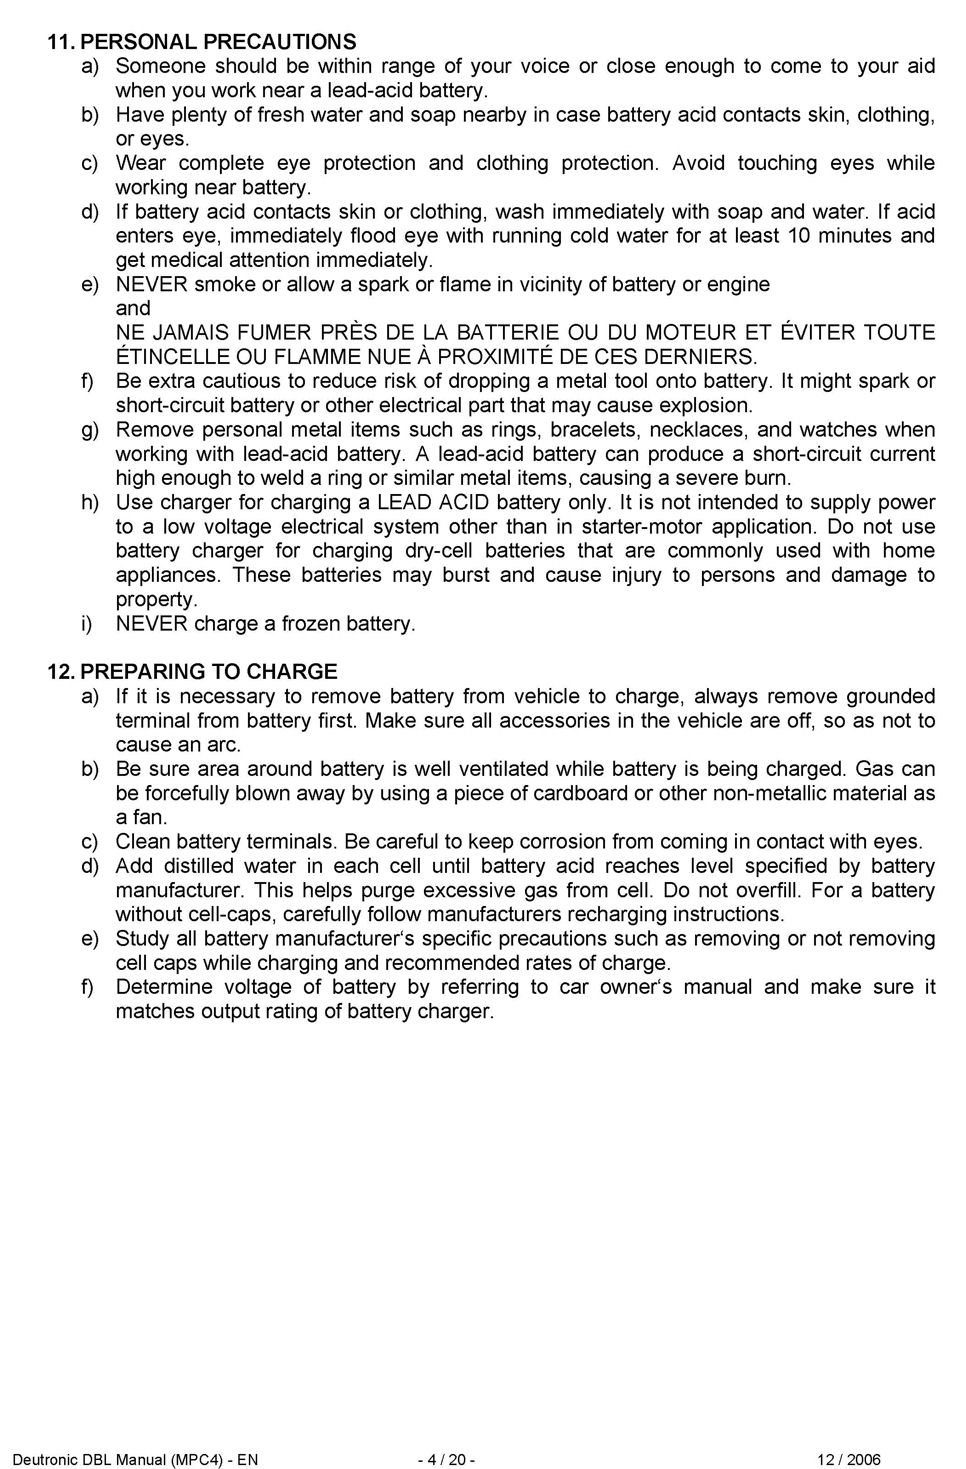 11. PERSONAL PRECAUTIONS
a) Someone should be within range of your voice or close enough to come to your aid
when you work near a lead-acid battery.
b) Have plenty of fresh water and soap nearby in case battery acid contacts skin, clothing,
or eyes.
c) Wear complete eye protection and clothing protection. Avoid touching eyes while
working near battery.
d) If battery acid contacts skin or clothing, wash immediately with soap and water. If acid
enters eye, immediately flood eye with running cold water for at least 10 minutes and
get medical attention immediately.
e) NEVER smoke or allow a spark or flame in vicinity of battery or engine
and
NE JAMAIS FUMER PRÈS DE LA BATTERIE OU DU MOTEUR ET ÉVITER TOUTE
ÉTINCELLE OU FLAMME NUE À PROXIMITÉ DE CES DERNIERS.
f) Be extra cautious to reduce risk of dropping a metal tool onto battery. It might spark or
short-circuit battery or other electrical part that may cause explosion.
g) Remove personal metal items such as rings, bracelets, necklaces, and watches when
working with lead-acid battery. A lead-acid battery can produce a short-circuit current
high enough to weld a ring or similar metal items, causing a severe burn.
h) Use charger for charging a LEAD ACID battery only. It is not intended to supply power
to a low voltage electrical system other than in starter-motor application. Do not use
battery charger for charging dry-cell batteries that are commonly used with home
appliances. These batteries may burst and cause injury to persons and damage to
property.
i) NEVER charge a frozen battery.
12. PREPARING TO CHARGE
a) If it is necessary to remove battery from vehicle to charge, always remove grounded
terminal from battery first. Make sure all accessories in the vehicle are off, so as not to
cause an arc.
b) Be sure area around battery is well ventilated while battery is being charged. Gas can
be forcefully blown away by using a piece of cardboard or other non-metallic material as
a fan.
c) Clean battery terminals. Be careful to keep corrosion from coming in contact with eyes.
d) Add distilled water in each cell until battery acid reaches level specified by battery
manufacturer. This helps purge excessive gas from cell. Do not overfill. For a battery
without cell-caps, carefully follow manufacturers recharging instructions.
e) Study all battery manufacturer‘s specific precautions such as removing or not removing
cell caps while charging and recommended rates of charge.
f) Determine voltage of battery by referring to car owner‘s manual and make sure it
matches output rating of battery charger.
Deutronic DBL Manual (MPC4) - EN - 4 / 20 - 12 / 2006